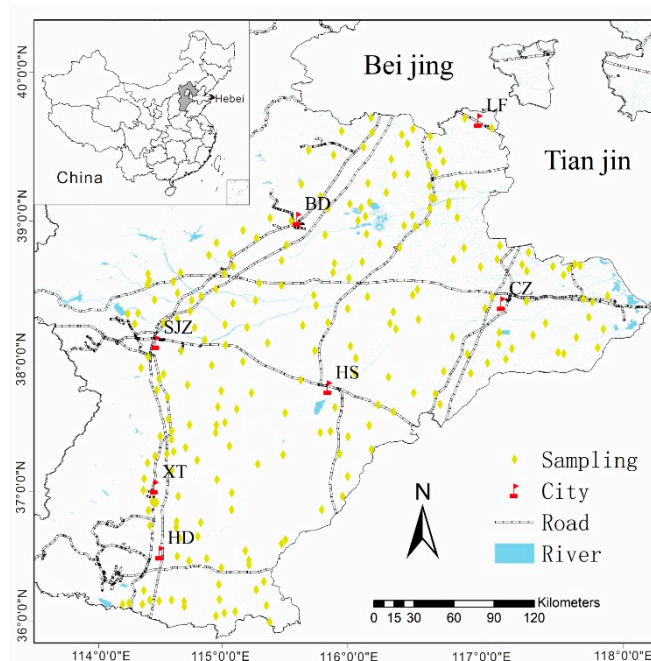 Hebei
China
Bei jing
Tian jin
LF
BD
CZ
SJZ
HS
XT
HD
Sampling
City
Road
River
N
Kilometers
0 15 30 60 90 120
40°0'0"N
39°0'0"N
38°0'0"N
37°0'0"N
36°0'0"N
114°0'0"E
115°0'0"E
116°0'0"E
117°0'0"E
118°0'0"E